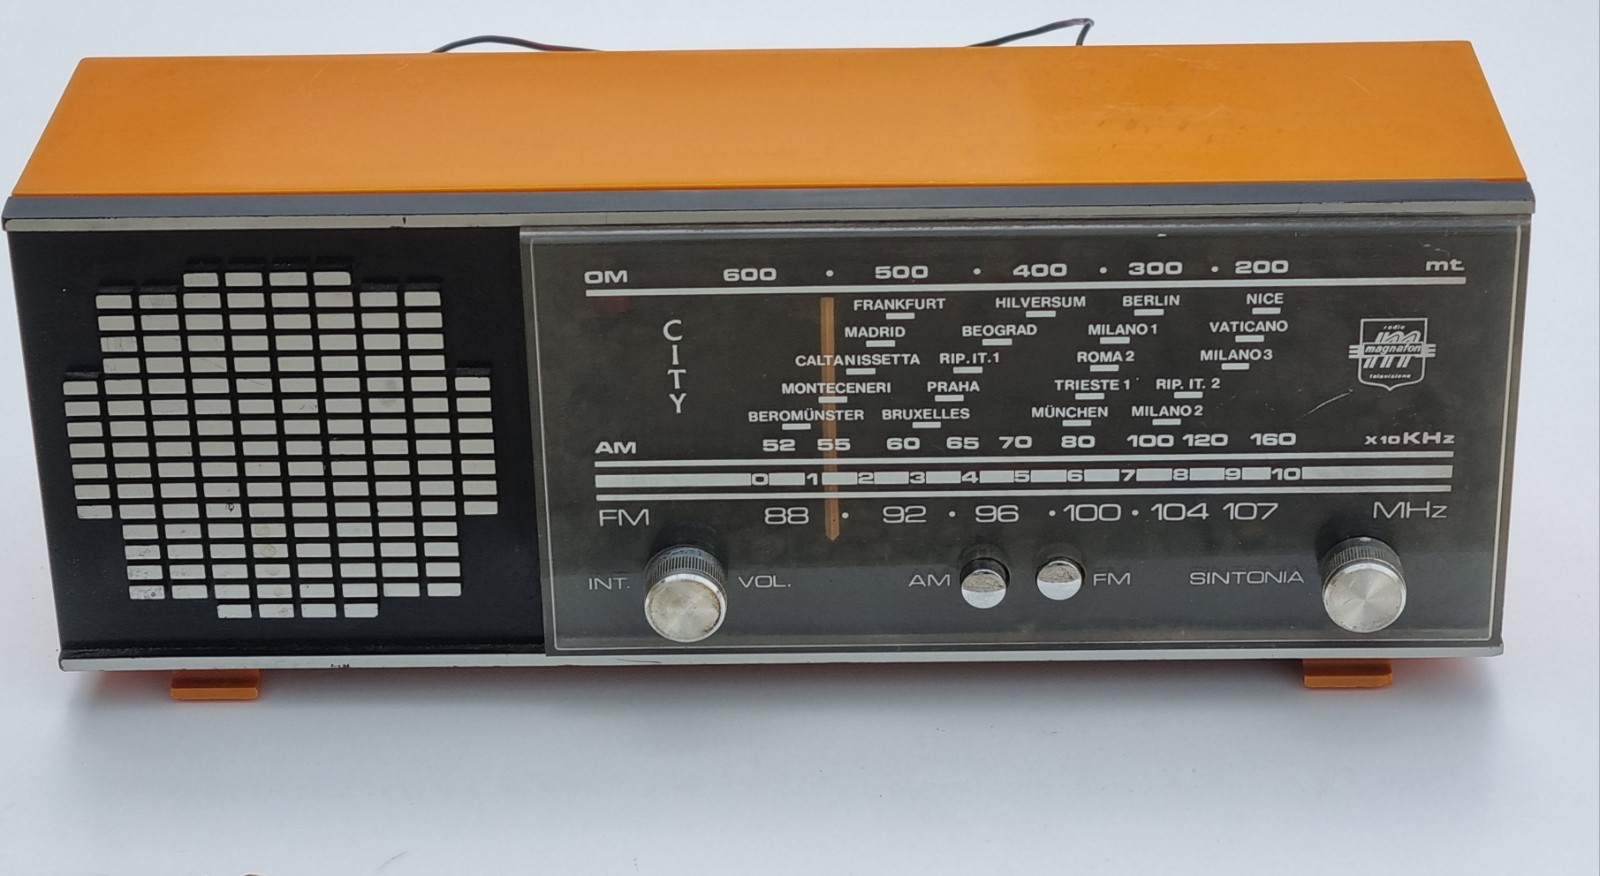 OM 600 • 500 • 400 • 300 • 200 mt
FRANKFURT HILVERSUM BERLIN NICE
MADRID BEOGRAD MILANO 1 VATICANO
CALTANISSETTA RIP. IT. 1 ROMA 2 MILANO 3
MONTECENERI PRAHA TRIESTE 1 RIP. IT. 2
BEROMÜNSTER BRUXELLES MÜNCHEN MILANO 2
CITY
radio
magnafon
televisione
AM 52 55 60 65 70 80 100 120 160 x10 KHz
0 1 2 3 4 5 6 7 8 9 10
FM 88 • 92 • 96 • 100 • 104 107 MHz
INT. VOL. AM FM SINTONIA